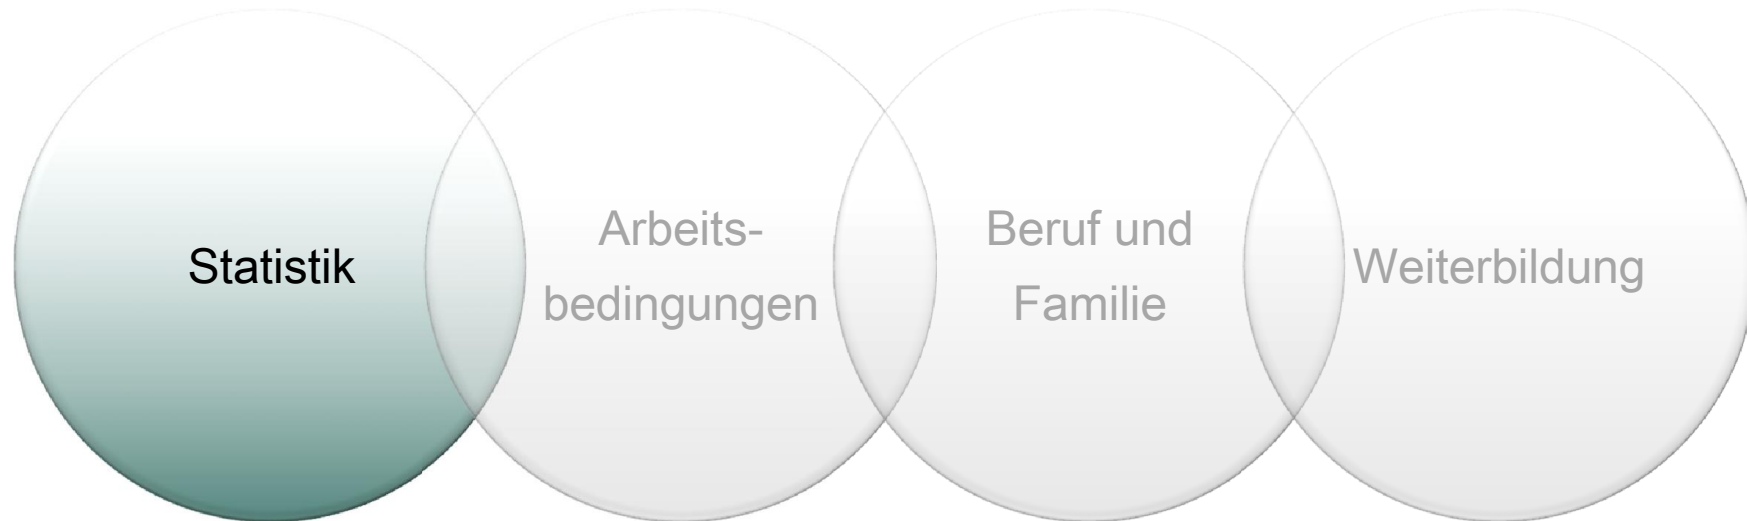 Statistik
Arbeits-
bedingungen
Beruf und
Familie
Weiterbildung